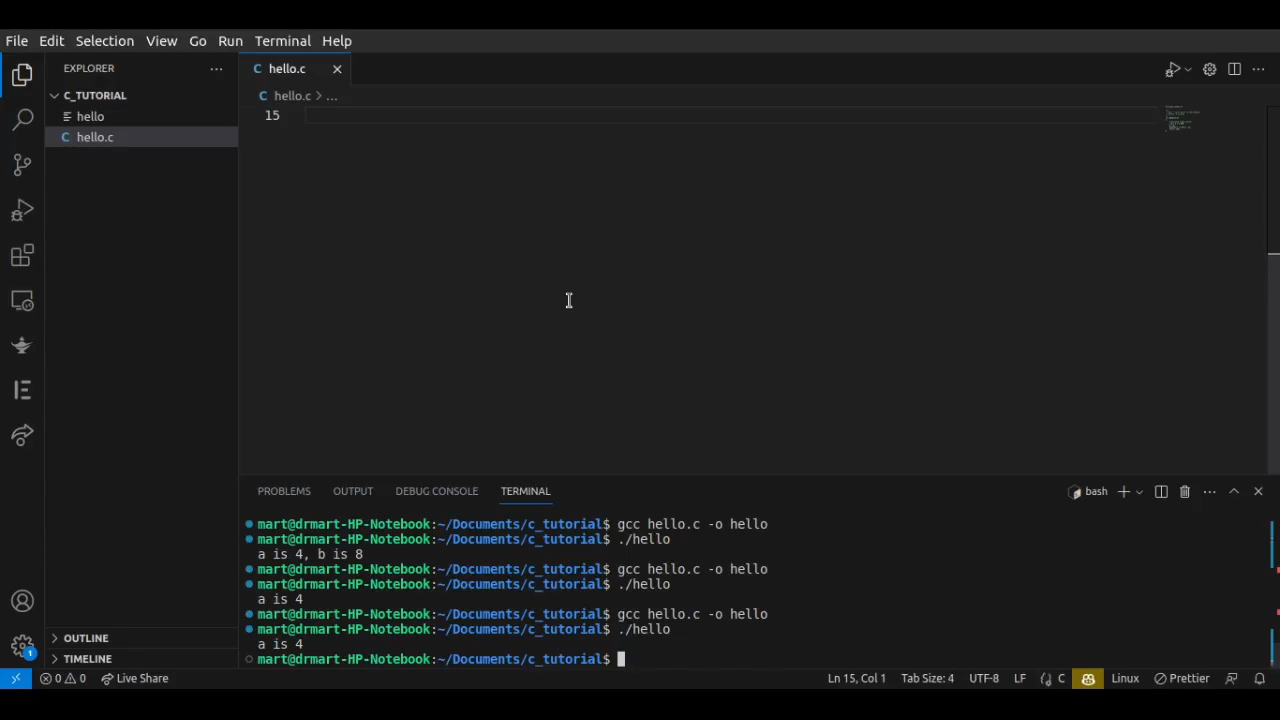 File Edit Selection View Go Run Terminal Help
EXPLORER
C hello.c
C_TUTORIAL
hello
C hello.c
C hello.c > ...
15
PROBLEMS OUTPUT DEBUG CONSOLE TERMINAL
bash
mart@drmart-HP-Notebook:~/Documents/c_tutorial$ gcc hello.c -o hello
mart@drmart-HP-Notebook:~/Documents/c_tutorial$ ./hello
a is 4, b is 8
mart@drmart-HP-Notebook:~/Documents/c_tutorial$ gcc hello.c -o hello
mart@drmart-HP-Notebook:~/Documents/c_tutorial$ ./hello
a is 4
mart@drmart-HP-Notebook:~/Documents/c_tutorial$ gcc hello.c -o hello
mart@drmart-HP-Notebook:~/Documents/c_tutorial$ ./hello
a is 4
mart@drmart-HP-Notebook:~/Documents/c_tutorial$
OUTLINE
TIMELINE
1
0 0 Live Share Ln 15, Col 1 Tab Size: 4 UTF-8 LF C Linux Prettier